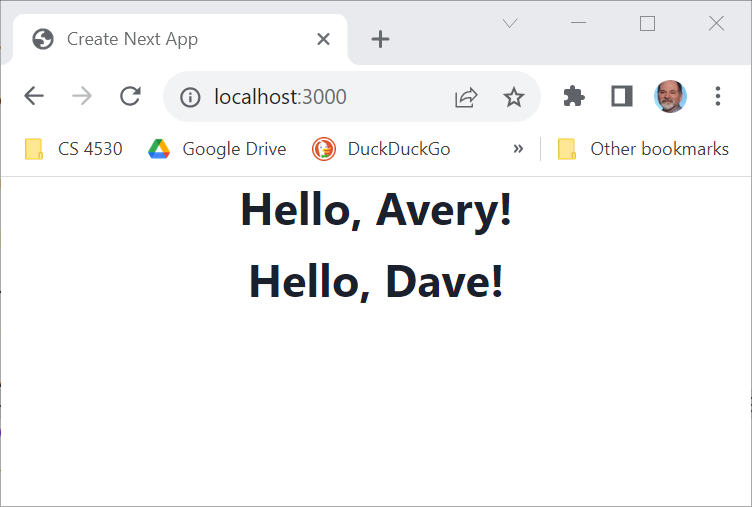 Create Next App
localhost:3000
CS 4530 Google Drive DuckDuckGo » Other bookmarks
Hello, Avery!
Hello, Dave!